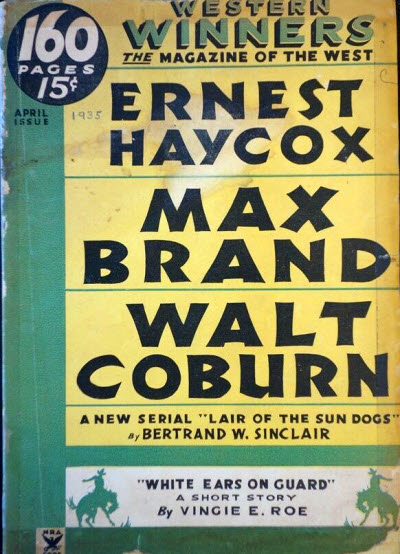 160
PAGES
15¢
WESTERN
WINNERS
THE MAGAZINE OF THE WEST
APRIL
ISSUE
1935
C
ERNEST
HAYCOX
MAX
BRAND
WALT
COBURN
A NEW SERIAL "LAIR OF THE SUN DOGS"
By BERTRAND W. SINCLAIR
"WHITE EARS ON GUARD"
A SHORT STORY
By VINGIE E. ROE
NRA